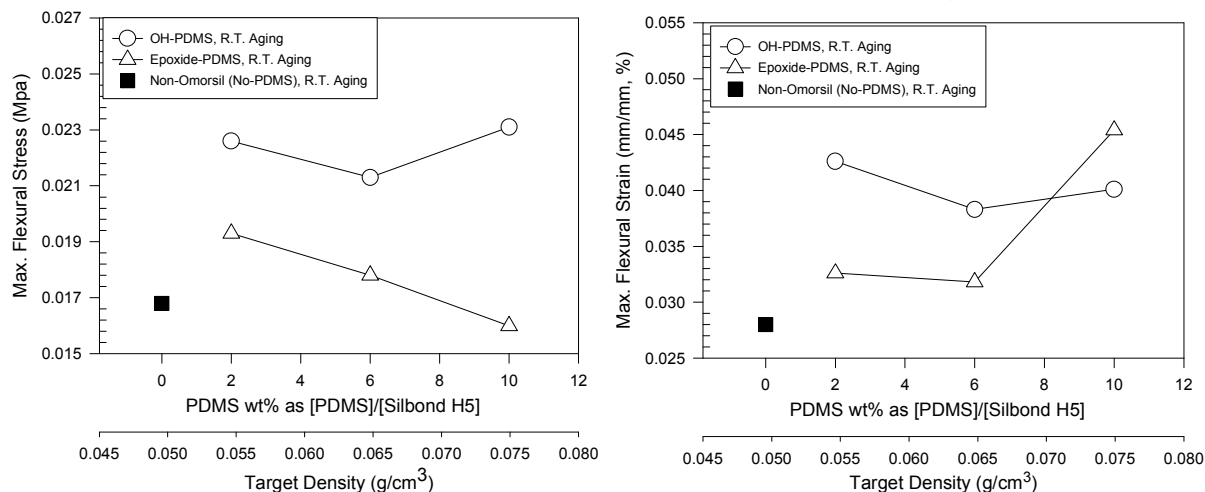 0.027
0.025
0.023
0.021
0.019
0.017
0.015
Max. Flexural Stress (Mpa)
OH-PDMS, R.T. Aging
Epoxide-PDMS, R.T. Aging
Non-Omorsil (No-PDMS), R.T. Aging
0 2 4 6 8 10 12
PDMS wt% as [PDMS]/[Silbond H5]
0.045 0.050 0.055 0.060 0.065 0.070 0.075 0.080
Target Density (g/cm³)
0.055
0.050
0.045
0.040
0.035
0.030
0.025
Max. Flexural Strain (mm/mm, %)
OH-PDMS, R.T. Aging
Epoxide-PDMS, R.T. Aging
Non-Omorsil (No-PDMS), R.T. Aging
0 2 4 6 8 10 12
PDMS wt% as [PDMS]/[Silbond H5]
0.045 0.050 0.055 0.060 0.065 0.070 0.075 0.080
Target Density (g/cm³)